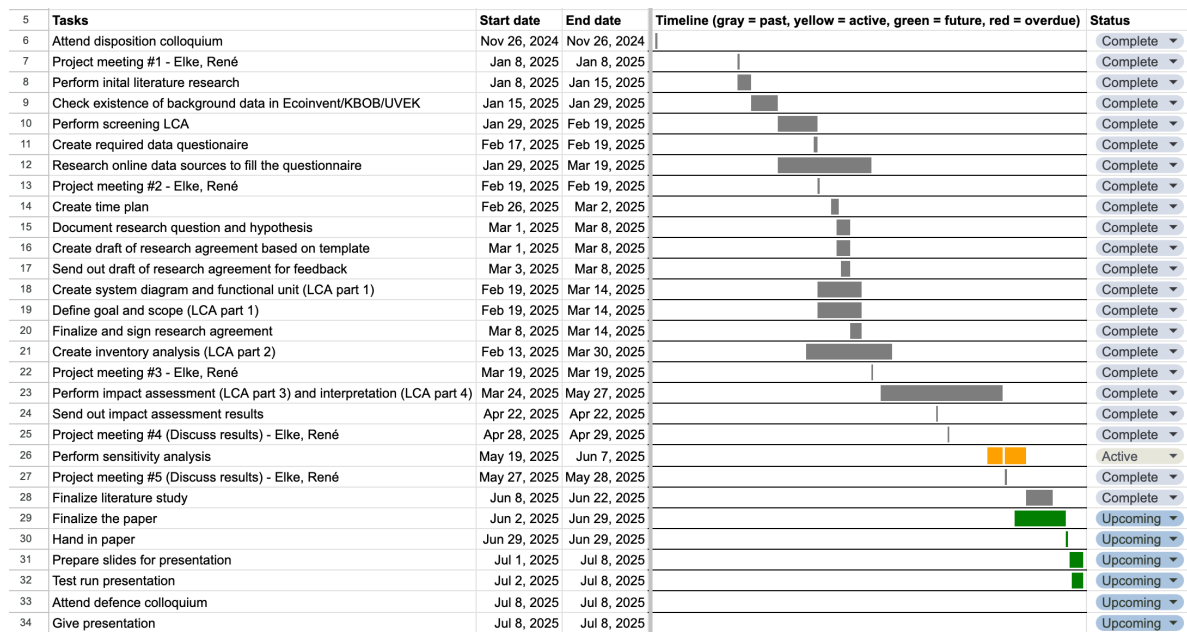 5 Tasks Start date End date Timeline (gray = past, yellow = active, green = future, red = overdue) Status
6 Attend disposition colloquium Nov 26, 2024 Nov 26, 2024 Complete
7 Project meeting #1 - Elke, René Jan 8, 2025 Jan 8, 2025 Complete
8 Perform inital literature research Jan 8, 2025 Jan 15, 2025 Complete
9 Check existence of background data in Ecoinvent/KBOB/UVEK Jan 15, 2025 Jan 29, 2025 Complete
10 Perform screening LCA Jan 29, 2025 Feb 19, 2025 Complete
11 Create required data questionaire Feb 17, 2025 Feb 19, 2025 Complete
12 Research online data sources to fill the questionnaire Jan 29, 2025 Mar 19, 2025 Complete
13 Project meeting #2 - Elke, René Feb 19, 2025 Feb 19, 2025 Complete
14 Create time plan Feb 26, 2025 Mar 2, 2025 Complete
15 Document research question and hypothesis Mar 1, 2025 Mar 8, 2025 Complete
16 Create draft of research agreement based on template Mar 1, 2025 Mar 8, 2025 Complete
17 Send out draft of research agreement for feedback Mar 3, 2025 Mar 8, 2025 Complete
18 Create system diagram and functional unit (LCA part 1) Feb 19, 2025 Mar 14, 2025 Complete
19 Define goal and scope (LCA part 1) Feb 19, 2025 Mar 14, 2025 Complete
20 Finalize and sign research agreement Mar 8, 2025 Mar 14, 2025 Complete
21 Create inventory analysis (LCA part 2) Feb 13, 2025 Mar 30, 2025 Complete
22 Project meeting #3 - Elke, René Mar 19, 2025 Mar 19, 2025 Complete
23 Perform impact assessment (LCA part 3) and interpretation (LCA part 4) Mar 24, 2025 May 27, 2025 Complete
24 Send out impact assessment results Apr 22, 2025 Apr 22, 2025 Complete
25 Project meeting #4 (Discuss results) - Elke, René Apr 28, 2025 Apr 29, 2025 Complete
26 Perform sensitivity analysis May 19, 2025 Jun 7, 2025 Active
27 Project meeting #5 (Discuss results) - Elke, René May 27, 2025 May 28, 2025 Complete
28 Finalize literature study Jun 8, 2025 Jun 22, 2025 Complete
29 Finalize the paper Jun 2, 2025 Jun 29, 2025 Upcoming
30 Hand in paper Jun 29, 2025 Jun 29, 2025 Upcoming
31 Prepare slides for presentation Jul 1, 2025 Jul 8, 2025 Upcoming
32 Test run presentation Jul 2, 2025 Jul 8, 2025 Upcoming
33 Attend defence colloquium Jul 8, 2025 Jul 8, 2025 Upcoming
34 Give presentation Jul 8, 2025 Jul 8, 2025 Upcoming